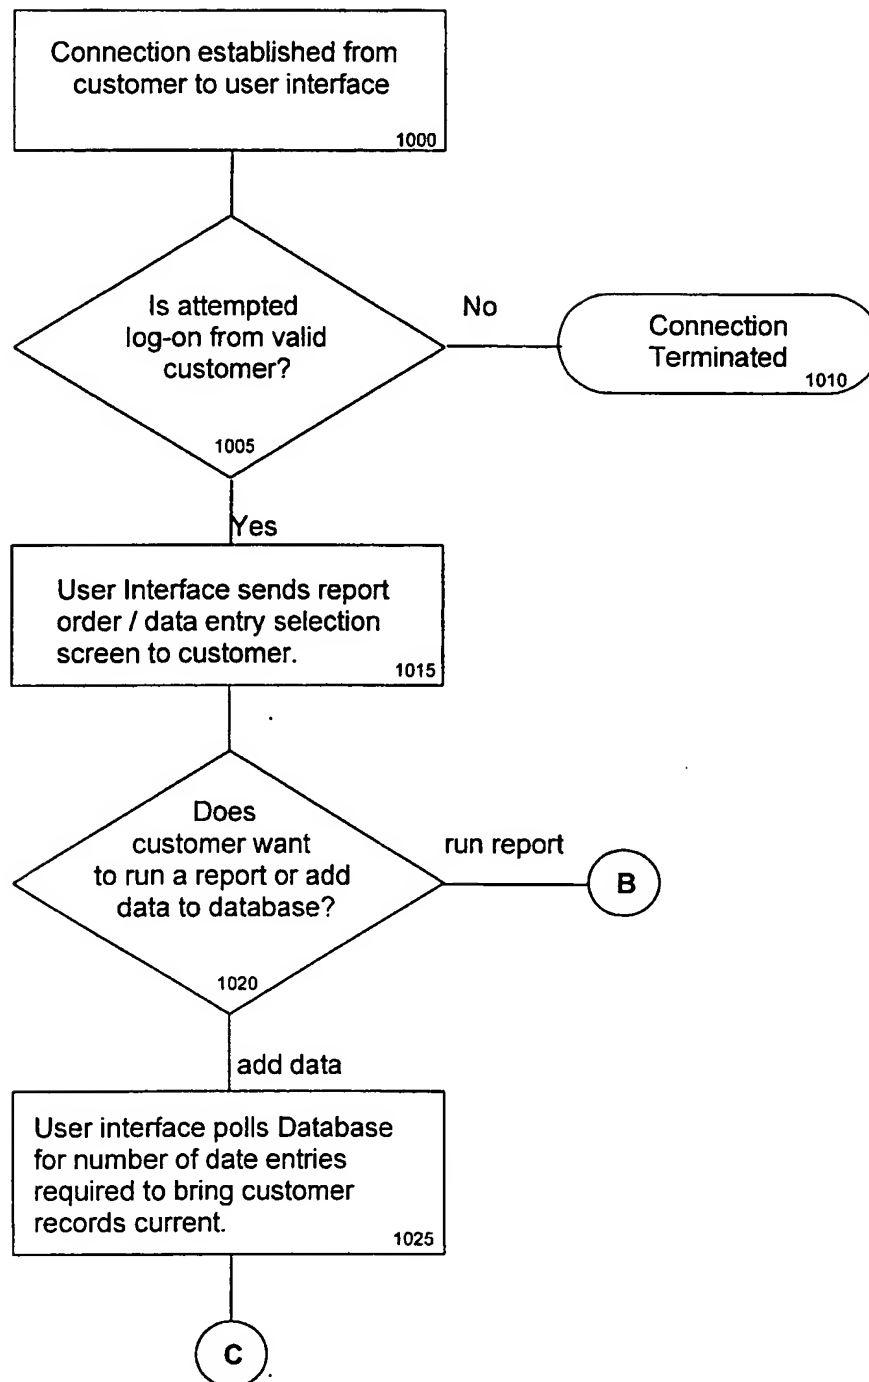 Connection established from
customer to user interface
1000
Is attempted
log-on from valid
customer?
1005
No
Connection
Terminated
1010
Yes
User Interface sends report
order / data entry selection
screen to customer.
1015
Does
customer want
to run a report or add
data to database?
1020
run report
B
add data
User interface polls Database
for number of date entries
required to bring customer
records current.
1025
C